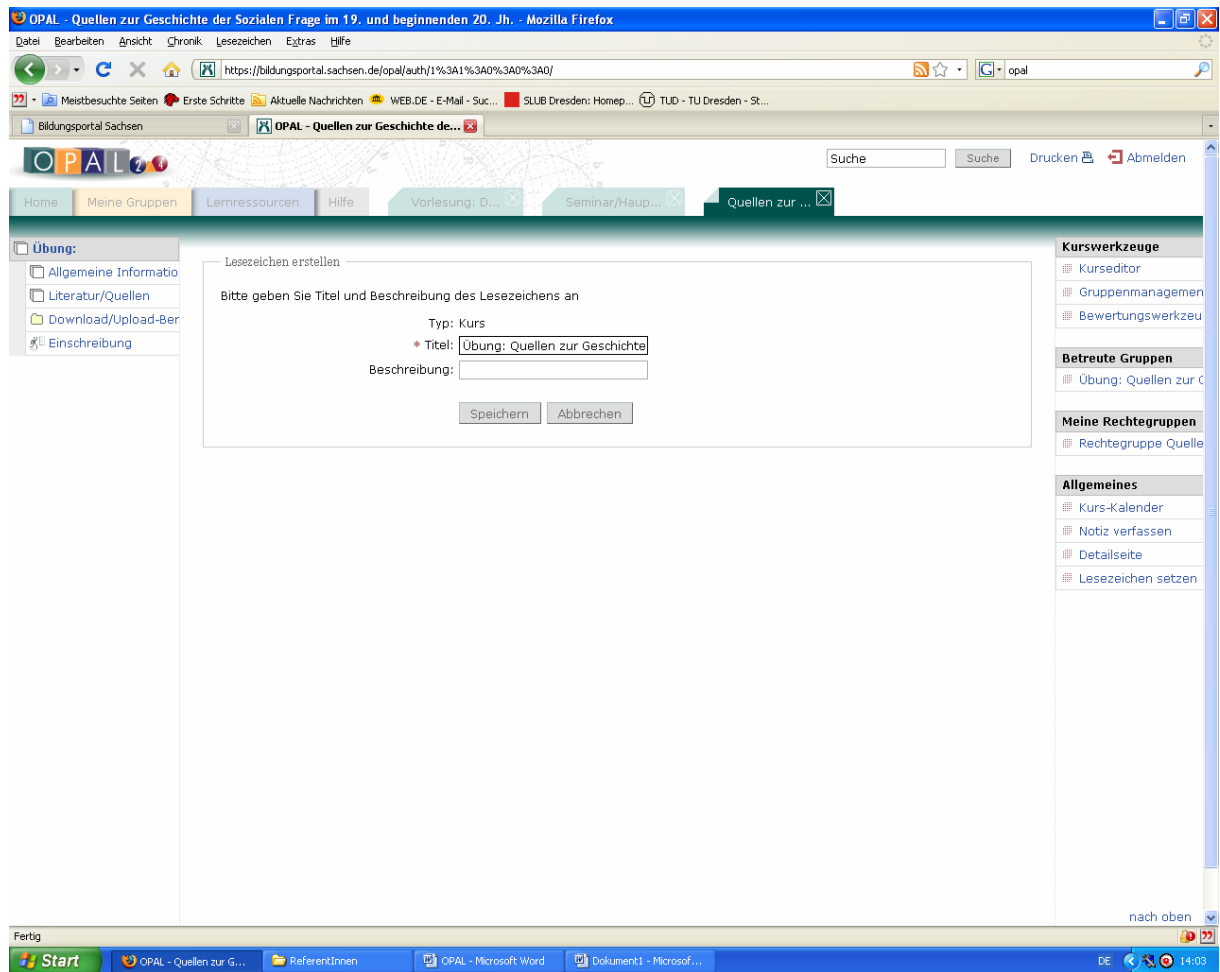 OPAL - Quellen zur Geschichte der Sozialen Frage im 19. und beginnenden 20. Jh. - Mozilla Firefox
Datei Bearbeiten Ansicht Chronik Lesezeichen Extras Hilfe
https://bildungsportal.sachsen.de/opal/auth/1%3A1%3A0%3A0%3A0/
opal
Meistbesuchte Seiten Erste Schritte Aktuelle Nachrichten WEB.DE - E-Mail - Suc... SLUB Dresden: Homep... TUD - TU Dresden - St...
Bildungsportal Sachsen OPAL - Quellen zur Geschichte de...
OPAL Suche Suche Drucken Abmelden
Home Meine Gruppen Lernressourcen Hilfe Vorlesung: D... Seminar/Haup... Quellen zur ...
Übung:
Allgemeine Informatio
Literatur/Quellen
Download/Upload-Ber
Einschreibung
Lesezeichen erstellen
Bitte geben Sie Titel und Beschreibung des Lesezeichens an
Typ: Kurs
Titel: Übung: Quellen zur Geschichte
Beschreibung:
Speichern Abbrechen
Kurswerkzeuge
Kurseditor
Gruppenmanagemen
Bewertungswerkzeu
Betreute Gruppen
Übung: Quellen zur G
Meine Rechtegruppen
Rechtegruppe Quelle
Allgemeines
Kurs-Kalender
Notiz verfassen
Detailseite
Lesezeichen setzen
nach oben
Fertig
Start OPAL - Quellen zur G... ReferentInnen OPAL - Microsoft Word Dokument1 - Microsof... DE 14:03